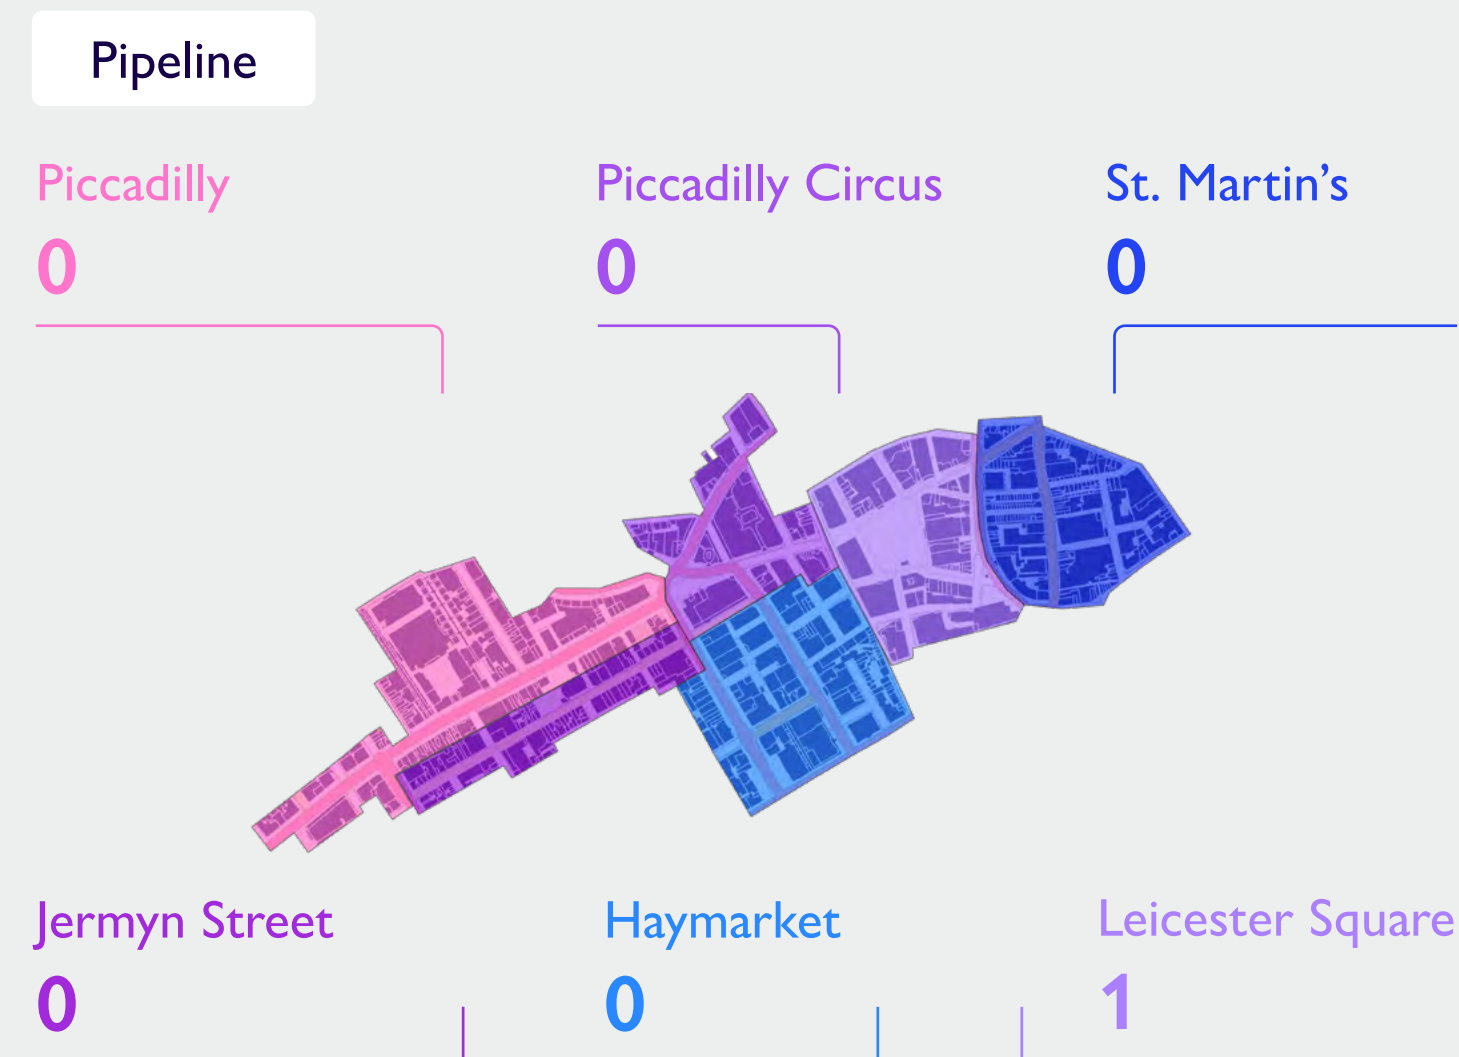 Pipeline
Piccadilly
0
Piccadilly Circus
0
St. Martin’s
0
Jermyn Street
0
Haymarket
0
Leicester Square
1